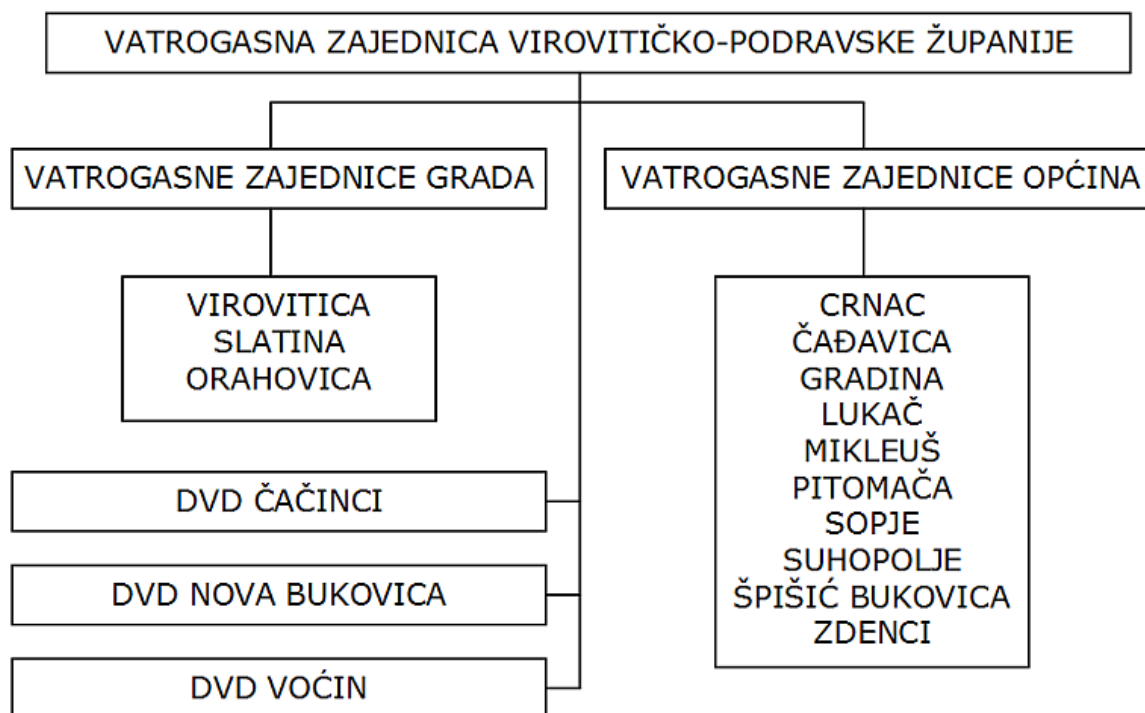 VATROGASNA ZAJEDNICA VIROVITIČKO-PODRAVSKE ŽUPANIJE
VATROGASNE ZAJEDNICE GRADA
VATROGASNE ZAJEDNICE OPĆINA
VIROVITICA
SLATINA
ORAHOVICA
CRNAC
ČAĐAVICA
GRADINA
LUKAČ
MIKLEUŠ
PITOMAČA
SOPJE
SUHOPOLJE
ŠPIŠIĆ BUKOVICA
ZDENCI
DVD ČAČINCI
DVD NOVA BUKOVICA
DVD VOĆIN